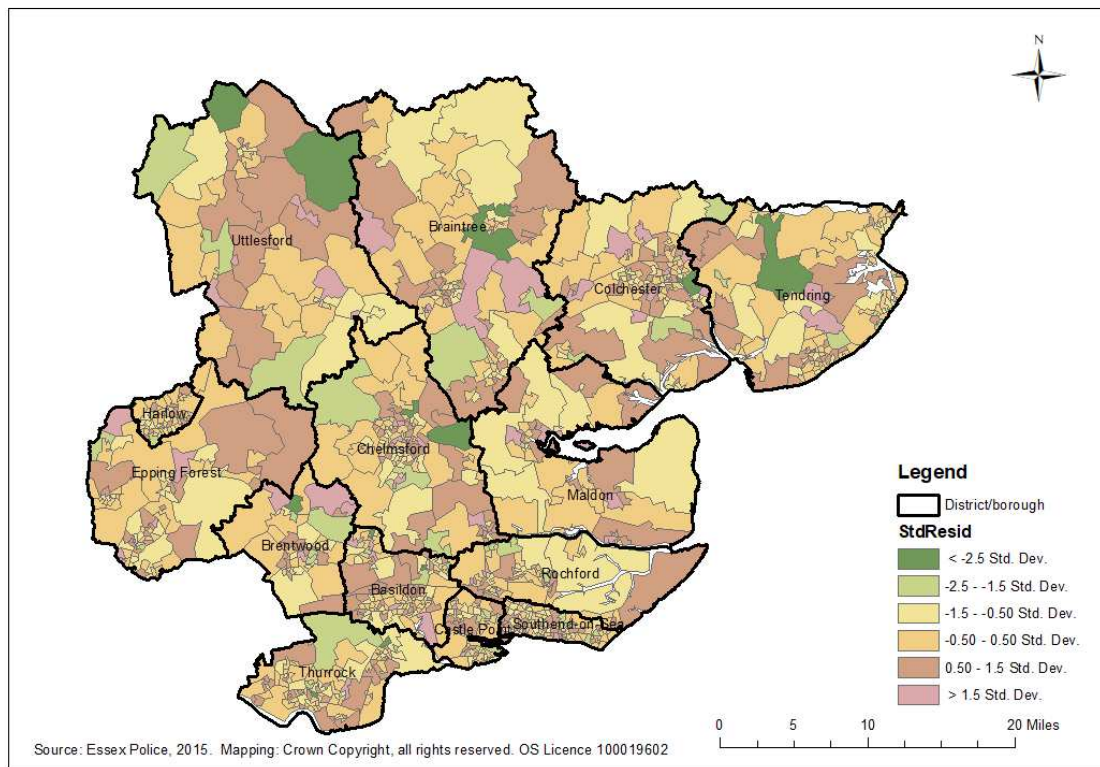 N
Uttlesford
Braintree
Colchester
Tendring
Harlow
Chelmsford
Epping Forest
Maldon
Brentwood
Rochford
Basildon
Castle Point
Southend-on-Sea
Thurrock
Legend
District/borough
StdResid
< -2.5 Std. Dev.
-2.5 - -1.5 Std. Dev.
-1.5 - -0.50 Std. Dev.
-0.50 - 0.50 Std. Dev.
0.50 - 1.5 Std. Dev.
> 1.5 Std. Dev.
0 5 10 20 Miles
Source: Essex Police, 2015. Mapping: Crown Copyright, all rights reserved. OS Licence 100019602